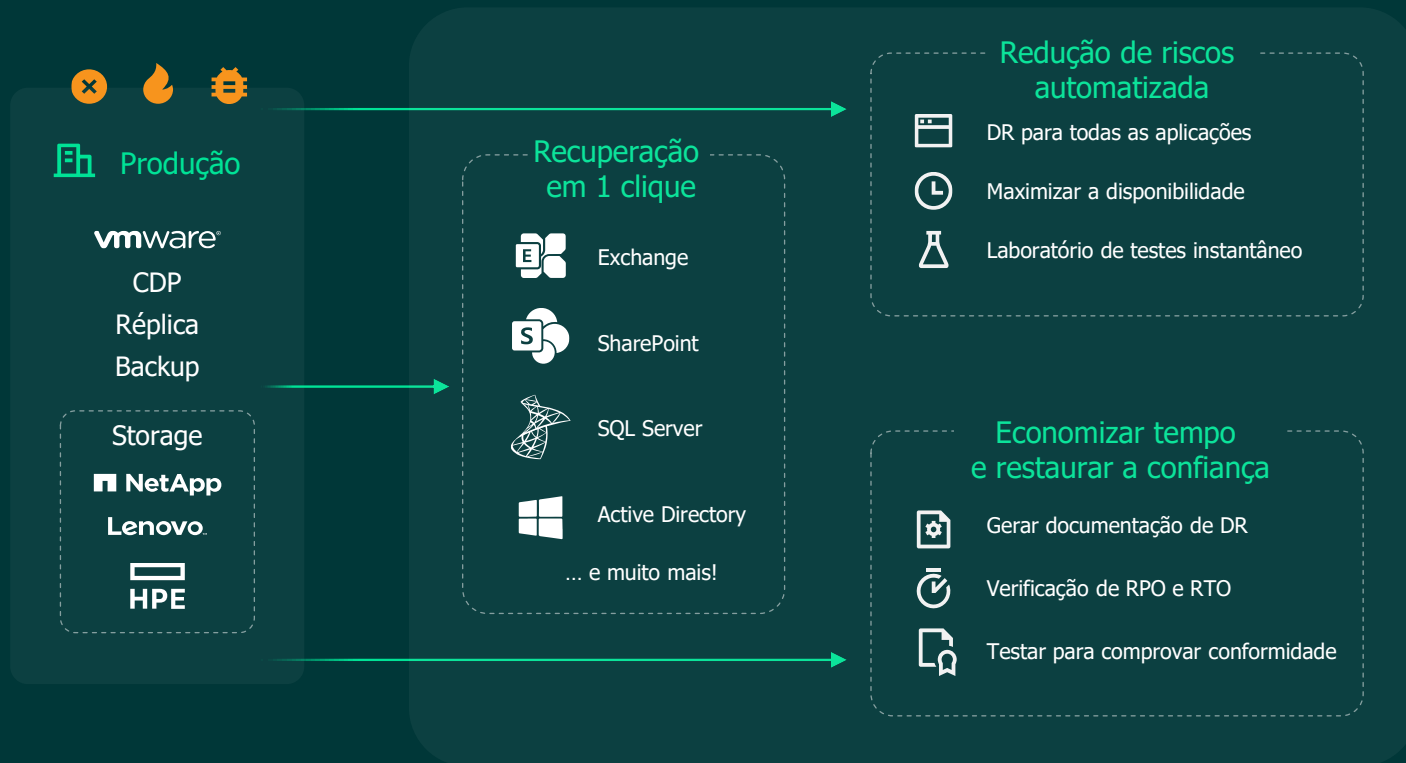 Produção
vmware®
CDP
Réplica
Backup
Storage
NetApp
Lenovo
HPE
Recuperação
em 1 clique
E
Exchange
S
SharePoint
SQL Server
Active Directory
… e muito mais!
Redução de riscos
automatizada
DR para todas as aplicações
Maximizar a disponibilidade
Laboratório de testes instantâneo
Economizar tempo
e restaurar a confiança
Gerar documentação de DR
Verificação de RPO e RTO
Testar para comprovar conformidade